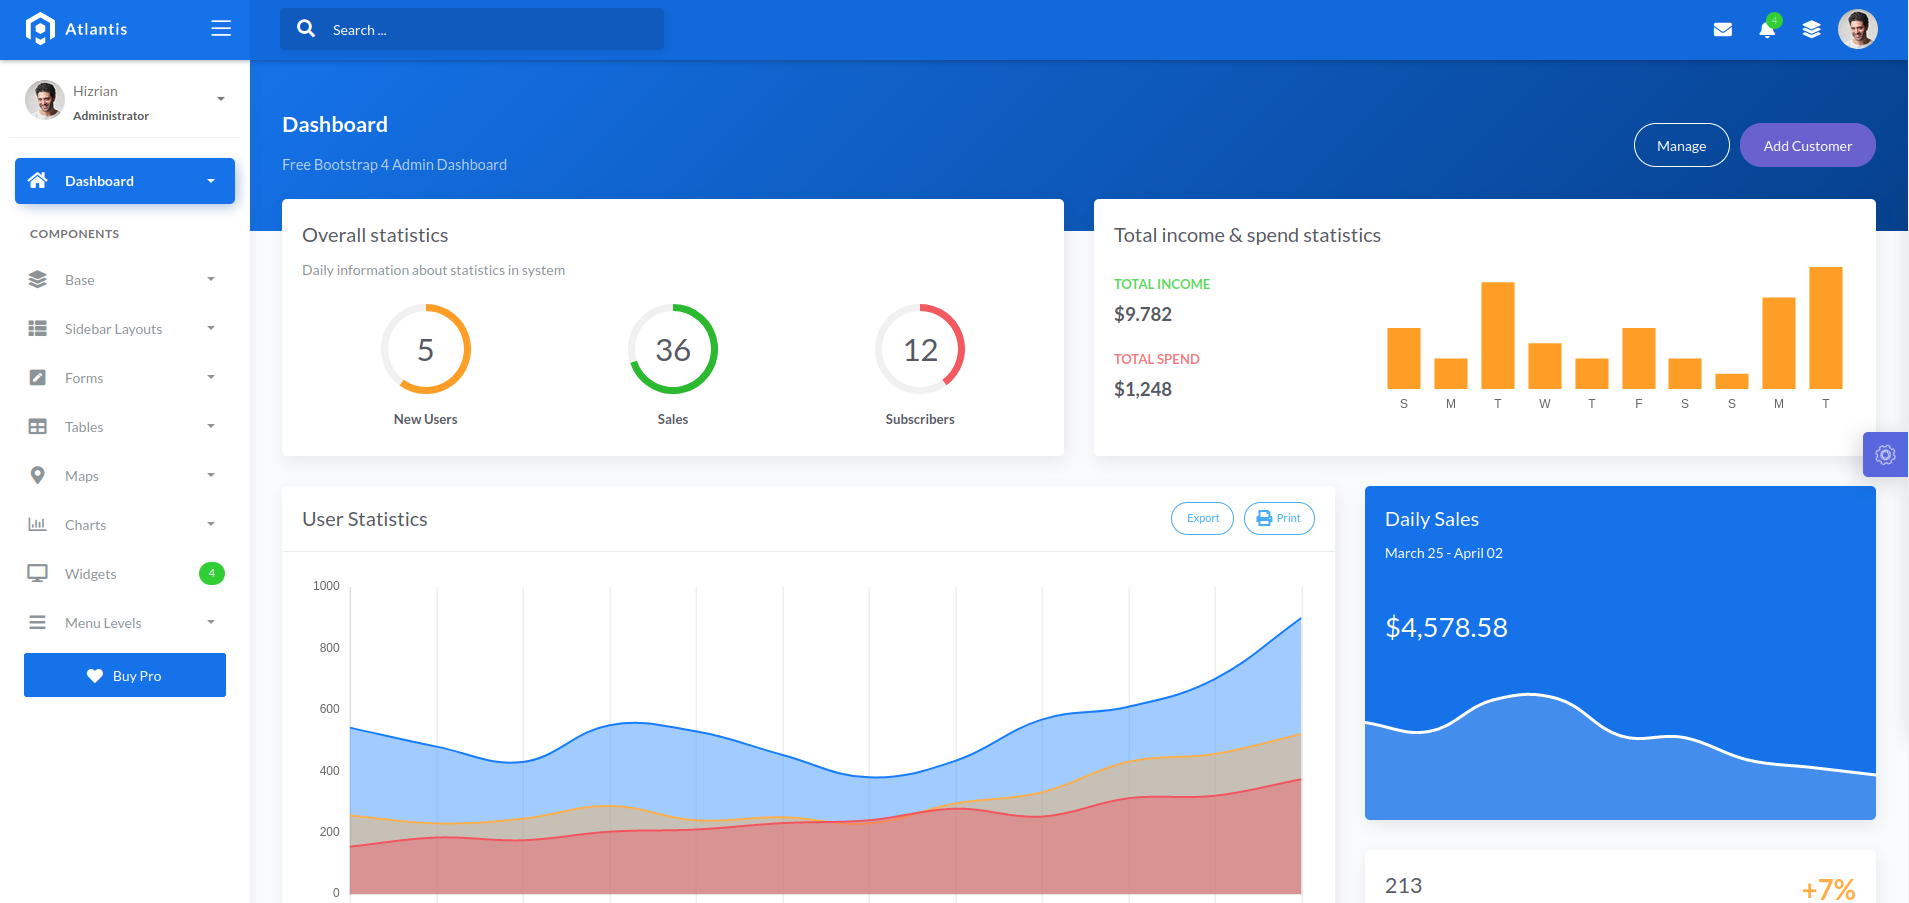 Atlantis
Search ...
4
Hizrian
Administrator
Dashboard
COMPONENTS
Base
Sidebar Layouts
Forms
Tables
Maps
Charts
Widgets 4
Menu Levels
Buy Pro
Dashboard
Free Bootstrap 4 Admin Dashboard
Manage Add Customer
Overall statistics
Daily information about statistics in system
5 36 12
New Users Sales Subscribers
Total income & spend statistics
TOTAL INCOME
$9.782
TOTAL SPEND
$1,248
S M T W T F S S M T
User Statistics
Export Print
1000
800
600
400
200
0
Daily Sales
March 25 - April 02
$4,578.58
213 +7%